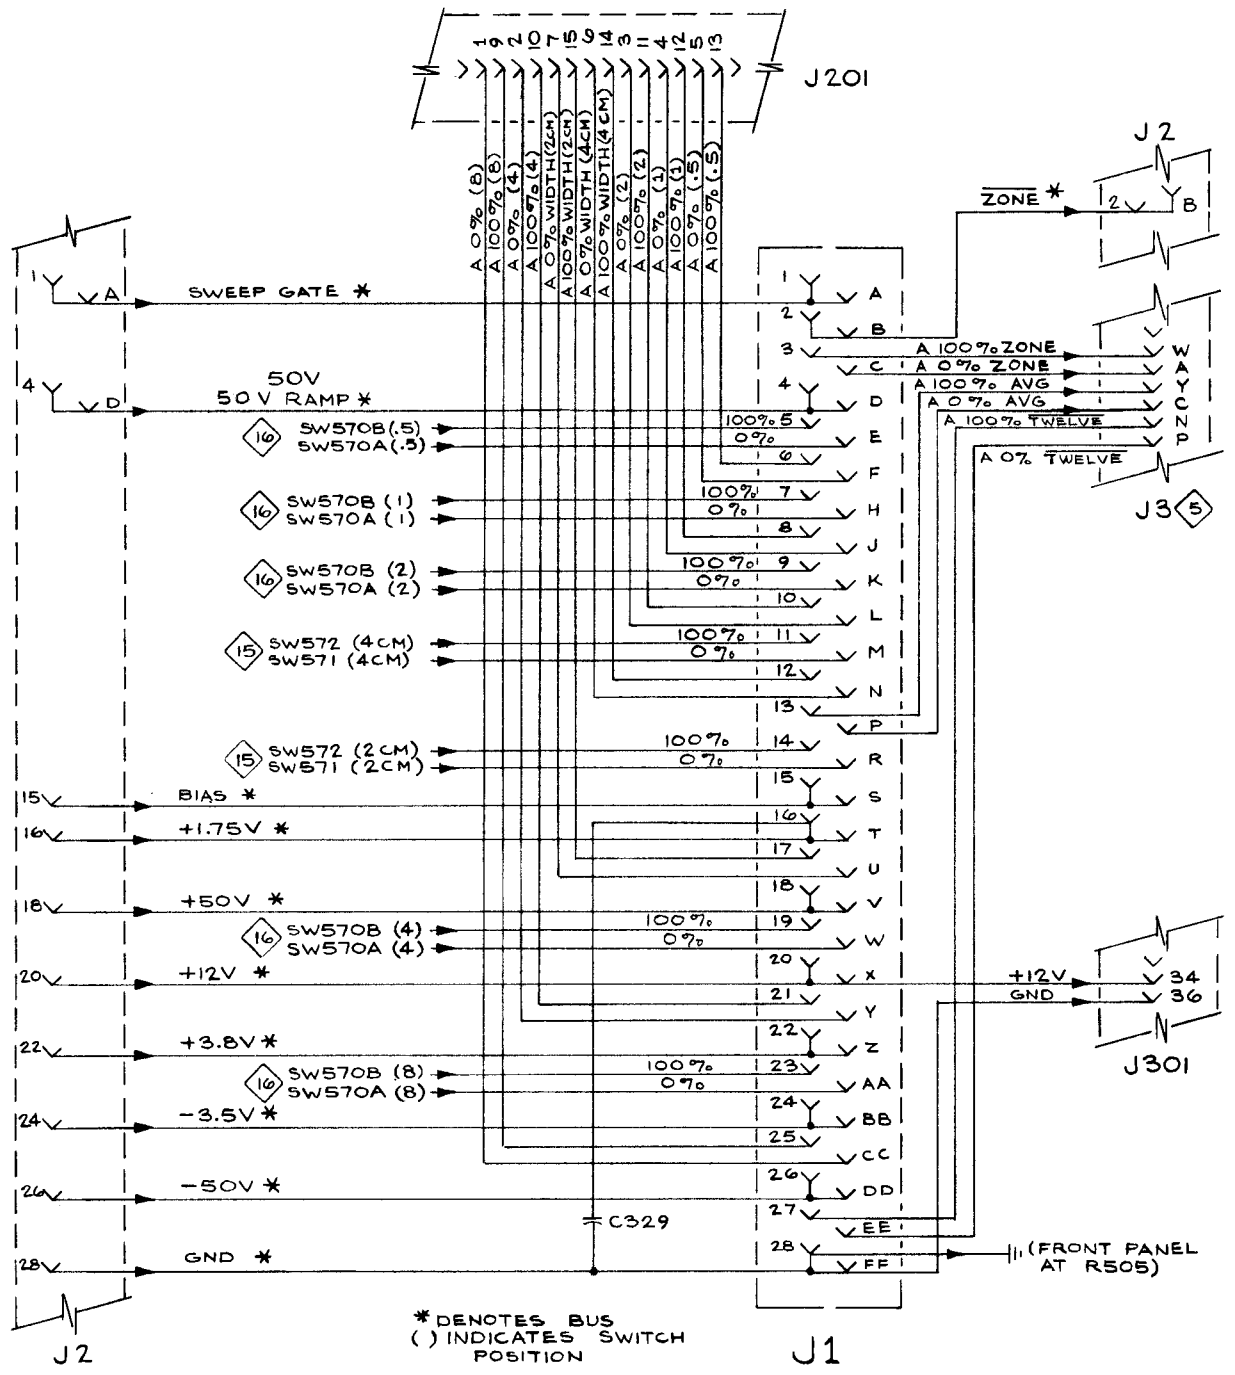 1 9 2 10 7 15 6 14 3 11 4 12 5 13
J201
A 0% (8)
A 100% (8)
A 0% (4)
A 100% (4)
A 0% WIDTH (2CM)
A 100% WIDTH (2CM)
A 0% WIDTH (4CM)
A 100% WIDTH (4CM)
A 0% (2)
A 100% (2)
A 0% (1)
A 100% (1)
A 0% (.5)
A 100% (.5)
J2
ZONE *
2 B
1 A SWEEP GATE *
1 A
2 B
3 A 100% ZONE W
C A 0% ZONE A
A 100% AVG Y
A 0% AVG C
A 100% TWELVE N
A 0% TWELVE P
J3 5
50V
4 D 50V RAMP *
4 D
16 SW570B(.5) 100% 5
SW570A(.5) 0% E
6 F
16 SW570B (1) 100% 7
SW570A (1) 0% H
8 J
16 SW570B (2) 100% 9
SW570A (2) 0% K
10 L
15 SW572 (4CM) 100% 11
SW571 (4CM) 0% M
12 N
13 P
15 SW572 (2CM) 100% 14
SW571 (2CM) 0% R
15 BIAS * 15 S
16 +1.75V * 16 T
17 U
18 +50V * 18 V
16 SW570B (4) 100% 19
SW570A (4) 0% W
20 +12V * 20 X +12V 34
GND 36
J301
21 Y
22 +3.8V * 22 Z
16 SW570B (8) 100% 23
SW570A (8) 0% AA
24 -3.5V * 24 BB
25 CC
26 -50V * 26 DD
27 EE
C329
28 GND * 28 FF
(FRONT PANEL
AT R505)
* DENOTES BUS
( ) INDICATES SWITCH
POSITION
J2
J1